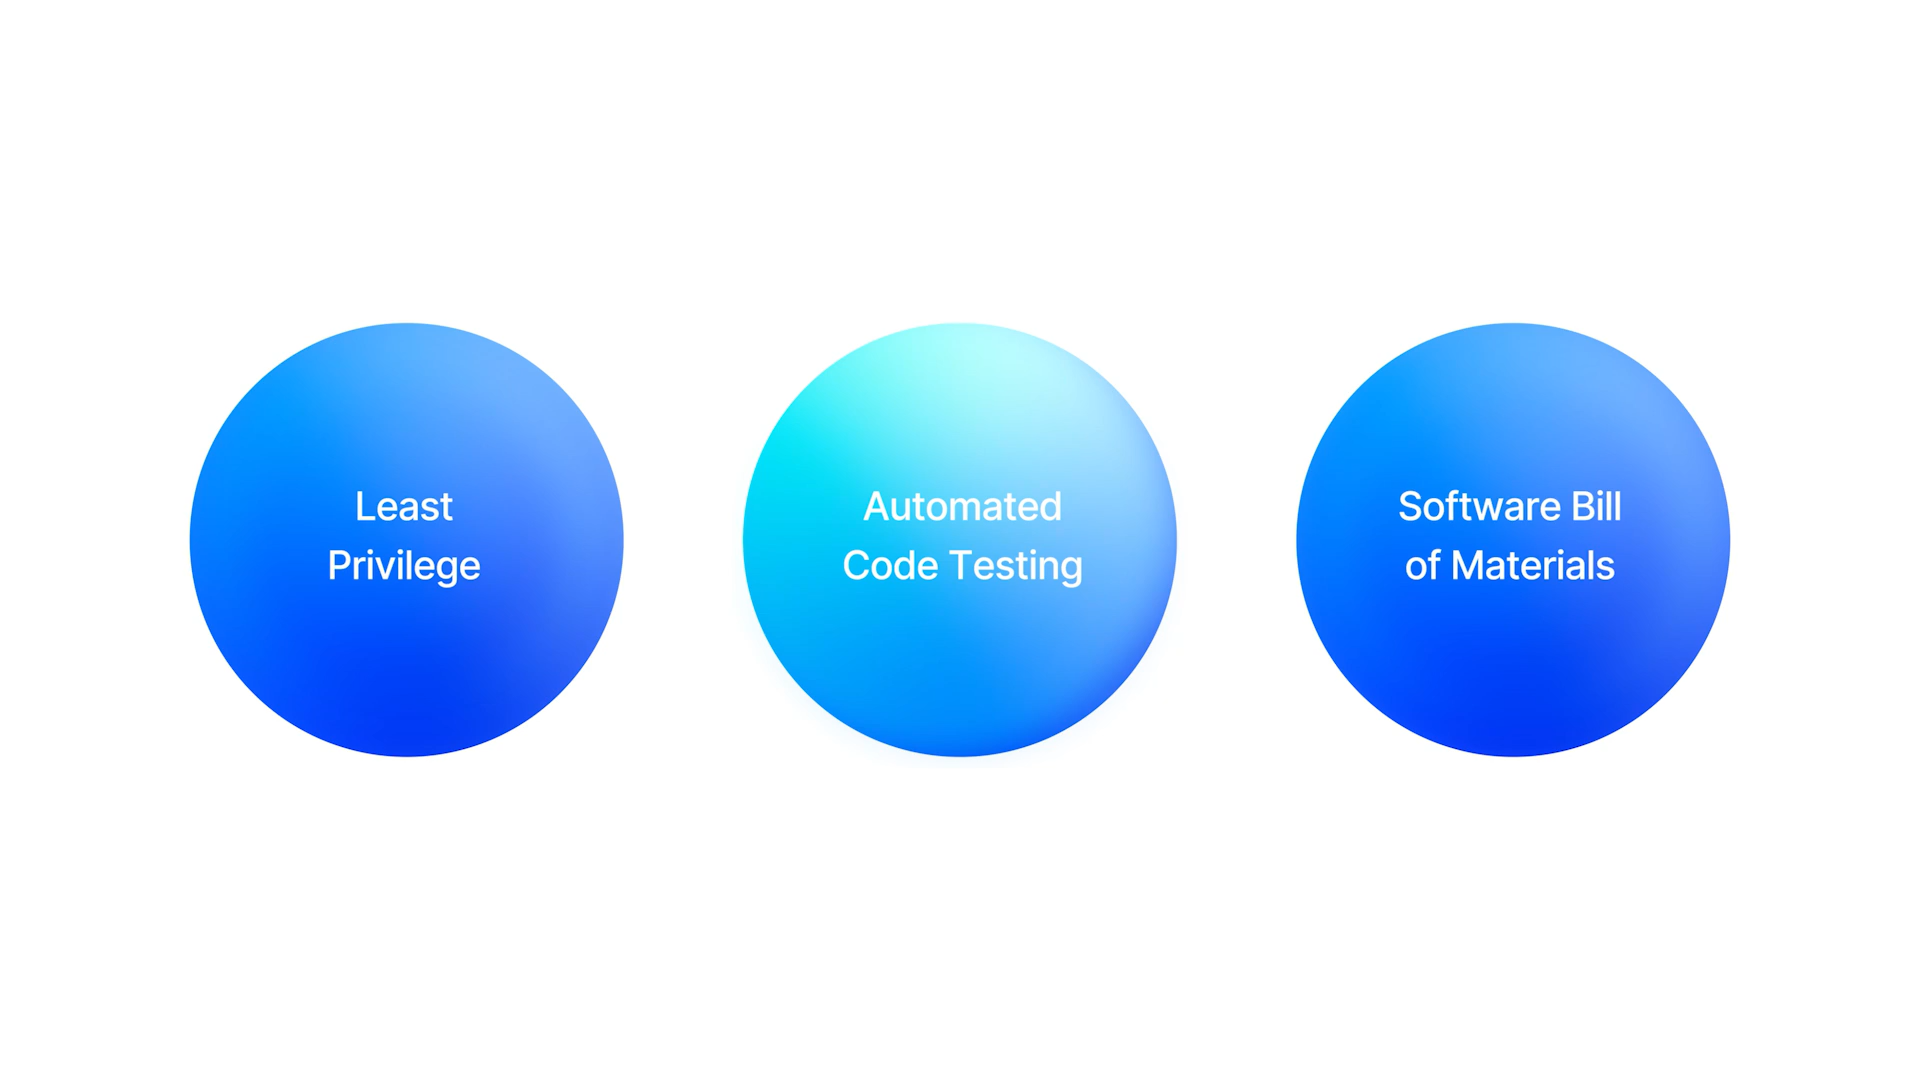 Least
Privilege
Automated
Code Testing
Software Bill
of Materials